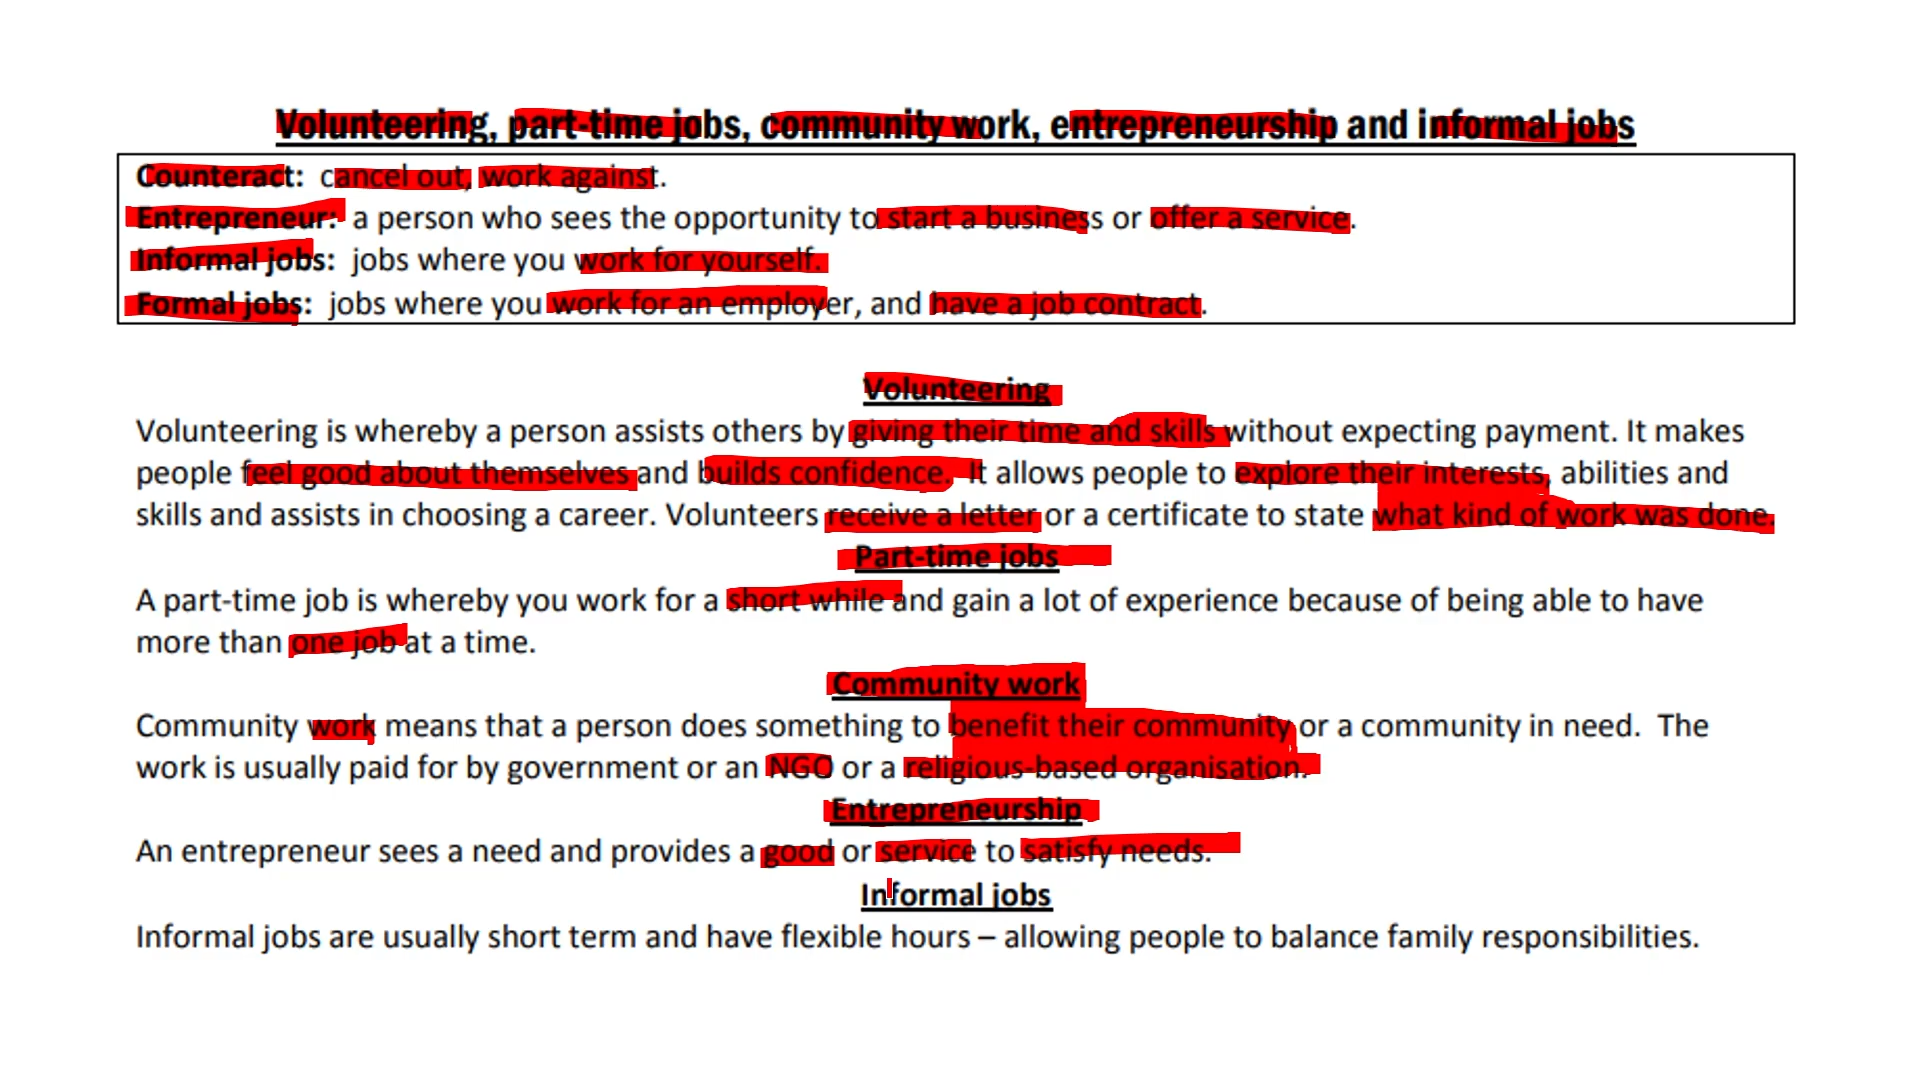 Volunteering, part-time jobs, community work, entrepreneurship and informal jobs
Counteract: cancel out, work against.
Entrepreneur: a person who sees the opportunity to start a business or offer a service.
Informal jobs: jobs where you work for yourself.
Formal jobs: jobs where you work for an employer, and have a job contract.
Volunteering
Volunteering is whereby a person assists others by giving their time and skills without expecting payment. It makes
people feel good about themselves and builds confidence. It allows people to explore their interests, abilities and
skills and assists in choosing a career. Volunteers receive a letter or a certificate to state what kind of work was done.
Part-time jobs
A part-time job is whereby you work for a short while and gain a lot of experience because of being able to have
more than one job at a time.
Community work
Community work means that a person does something to benefit their community or a community in need. The
work is usually paid for by government or an NGO or a religious-based organisation.
Entrepreneurship
An entrepreneur sees a need and provides a good or service to satisfy needs.
Informal jobs
Informal jobs are usually short term and have flexible hours – allowing people to balance family responsibilities.